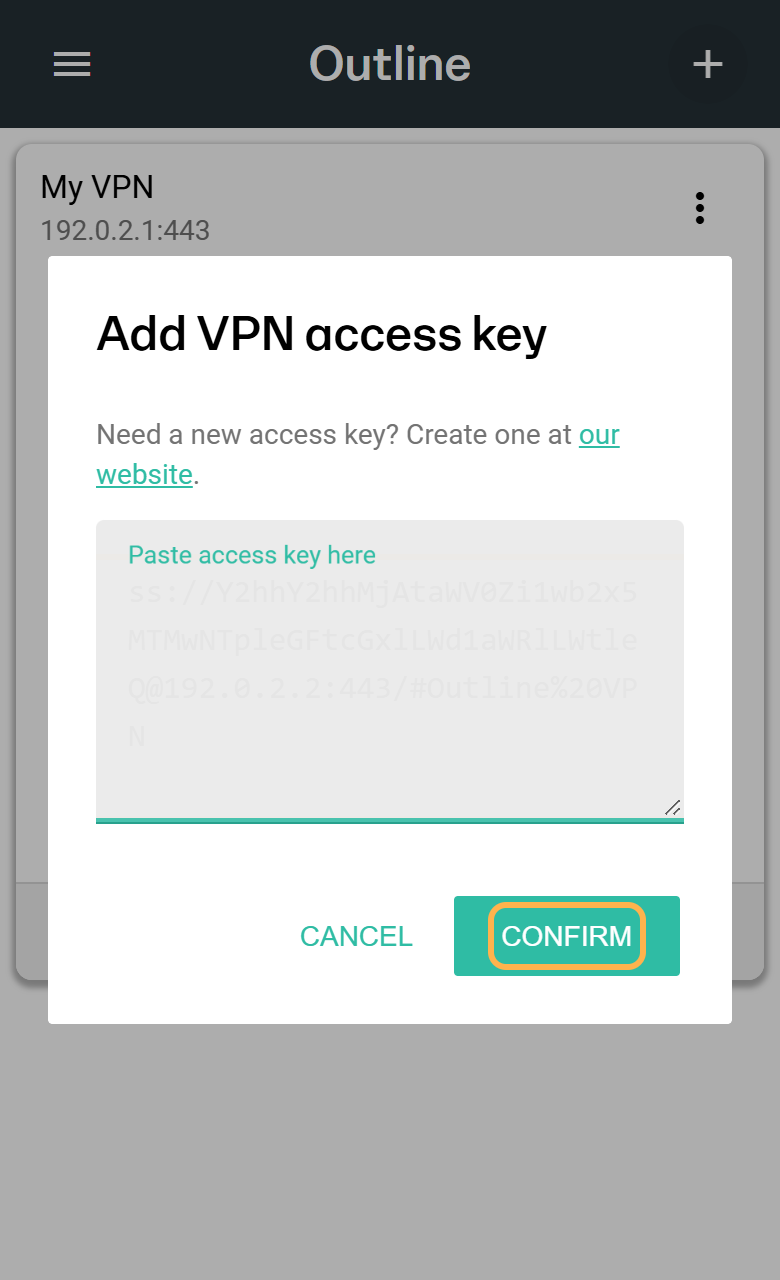 Outline
My VPN
192.0.2.1:443
Add VPN access key
Need a new access key? Create one at our
website.
Paste access key here
ss://Y2hhY2hhMjAtaWV0Zi1wb2x5
MTMwNTpleGFtcGxlLWd1aWRlLWtle
Q@192.0.2.2:443/#Outline%20VP
N
CANCEL
CONFIRM